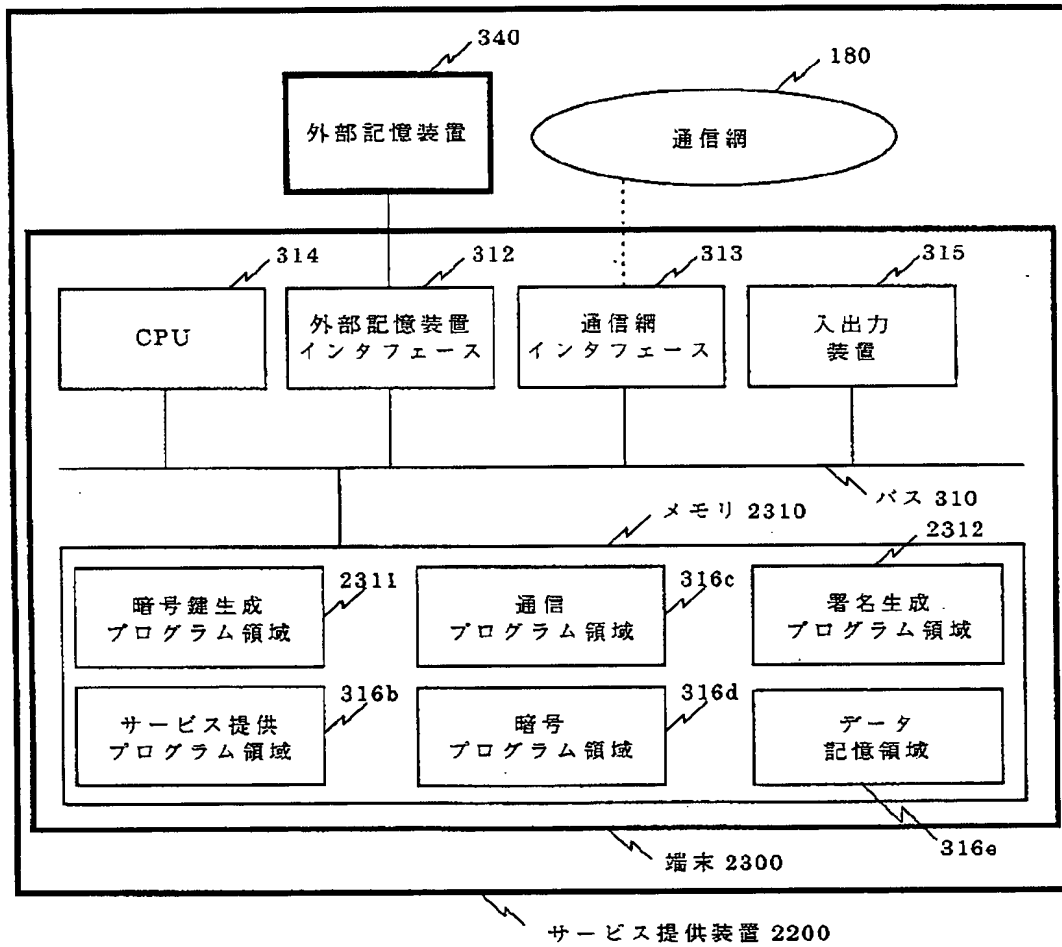 340
180
外部記憶装置
通信網
314
312
313
315
CPU
外部記憶装置
インタフェース
通信網
インタフェース
入出力
装置
バス 310
メモリ 2310
2312
2311
316c
暗号鍵生成
プログラム領域
通信
プログラム領域
署名生成
プログラム領域
316b
316d
サービス提供
プログラム領域
暗号
プログラム領域
データ
記憶領域
316e
端末 2300
サービス提供装置 2200